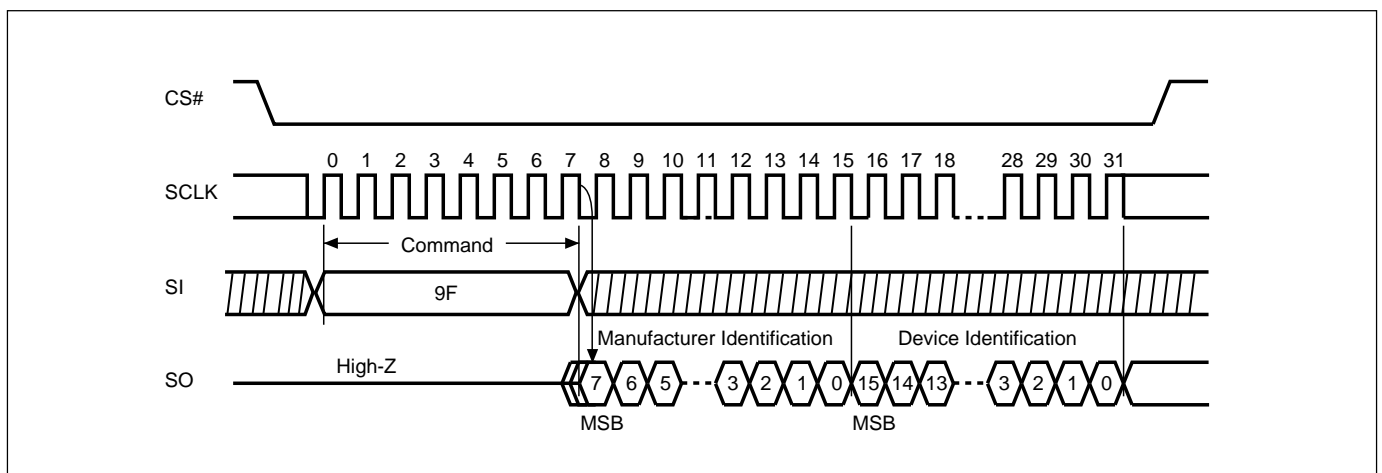 CS#
0 1 2 3 4 5 6 7 8 9 10 11 12 13 14 15 16 17 18 28 29 30 31
SCLK
Command
SI
9F
Manufacturer Identification Device Identification
High-Z
SO
7 6 5 3 2 1 0 15 14 13 3 2 1 0
MSB MSB